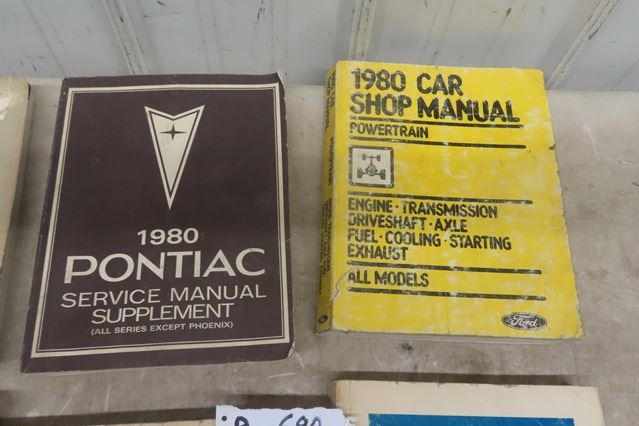 1980
PONTIAC
SERVICE MANUAL
SUPPLEMENT
(ALL SERIES EXCEPT PHOENIX)
1980 CAR
SHOP MANUAL
POWERTRAIN
ENGINE · TRANSMISSION
DRIVESHAFT · AXLE
FUEL · COOLING · STARTING
EXHAUST
ALL MODELS
Ford